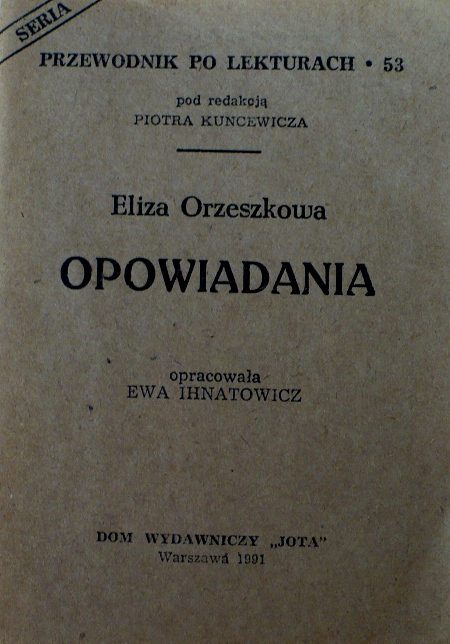 SERIA
PRZEWODNIK PO LEKTURACH • 53
pod redakcją
PIOTRA KUNCEWICZA
Eliza Orzeszkowa
OPOWIADANIA
opracowała
EWA IHNATOWICZ
DOM WYDAWNICZY „JOTA”
Warszawa 1991